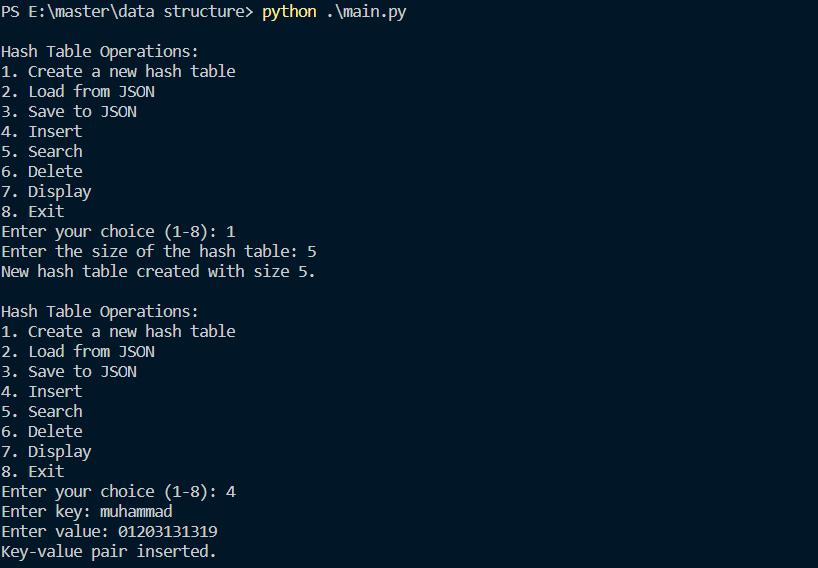 PS E:\master\data structure> python .\main.py
Hash Table Operations:
1. Create a new hash table
2. Load from JSON
3. Save to JSON
4. Insert
5. Search
6. Delete
7. Display
8. Exit
Enter your choice (1-8): 1
Enter the size of the hash table: 5
New hash table created with size 5.
Hash Table Operations:
1. Create a new hash table
2. Load from JSON
3. Save to JSON
4. Insert
5. Search
6. Delete
7. Display
8. Exit
Enter your choice (1-8): 4
Enter key: muhammad
Enter value: 01203131319
Key-value pair inserted.